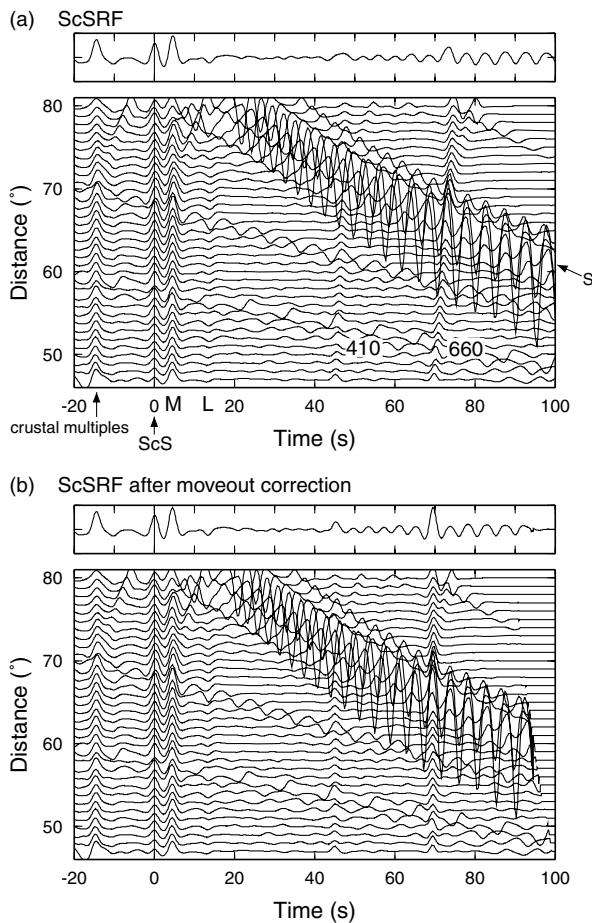 (a) ScSRF
80
70
60
50
Distance (°)
S
410 660
-20 0 M L 20 40 60 80 100
crustal multiples
ScS
Time (s)
(b) ScSRF after moveout correction
80
70
60
50
Distance (°)
-20 0 20 40 60 80 100
Time (s)